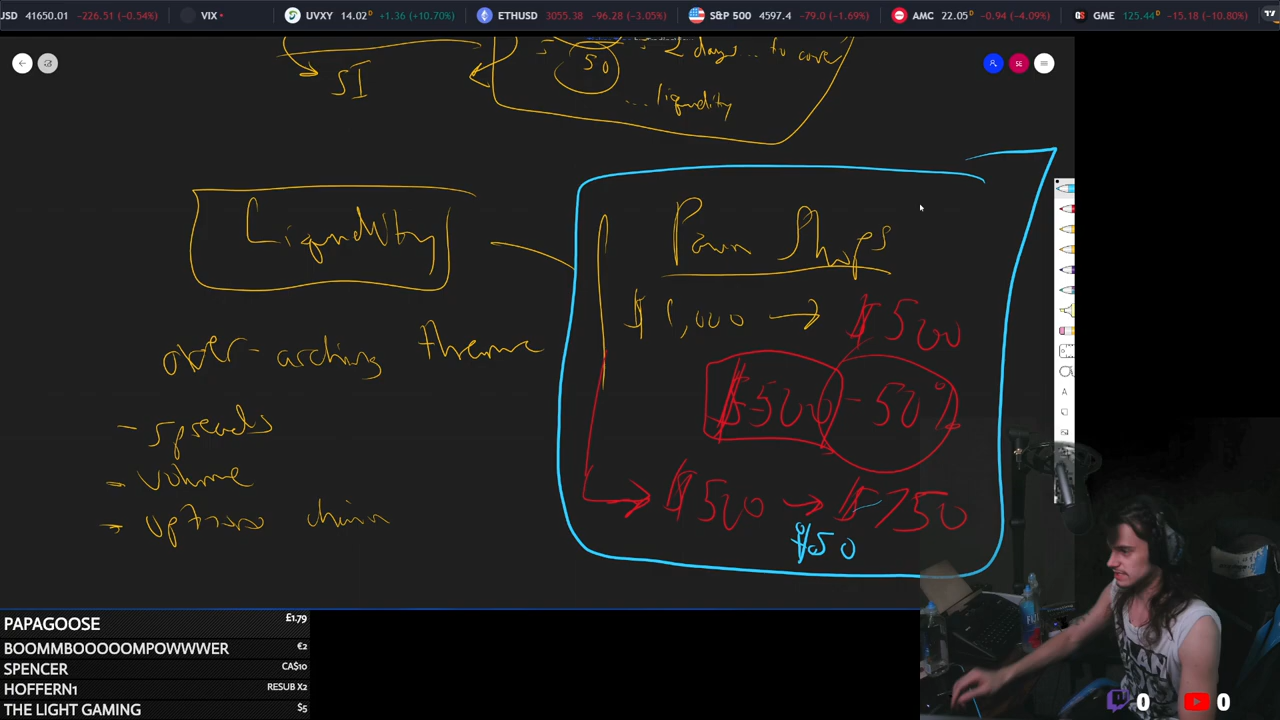 USD 41650.01 -226.51 (-0.54%) VIX UVXY 14.02 D +1.36 (+10.70%) ETHUSD 3055.38 -96.28 (-3.05%) S&P 500 4597.4 -79.0 (-1.69%) AMC 22.05 D -0.94 (-4.09%) GME 125.44 D -15.18 (-10.80%)
= 50 = 2 days... to cover
SI
...liquidity
SE
Liquidity
Pawn Shops
$1,000 → $500
over-arching theme
$500 - 50%
- spreads
- volume
$500 → $750
- options chain
$50
A
PAPAGOOSE £1.79
BOOMMBOOOOOMPOWWWER €2
SPENCER CA$10
HOFFERN1 RESUB X2
THE LIGHT GAMING $5
0 0